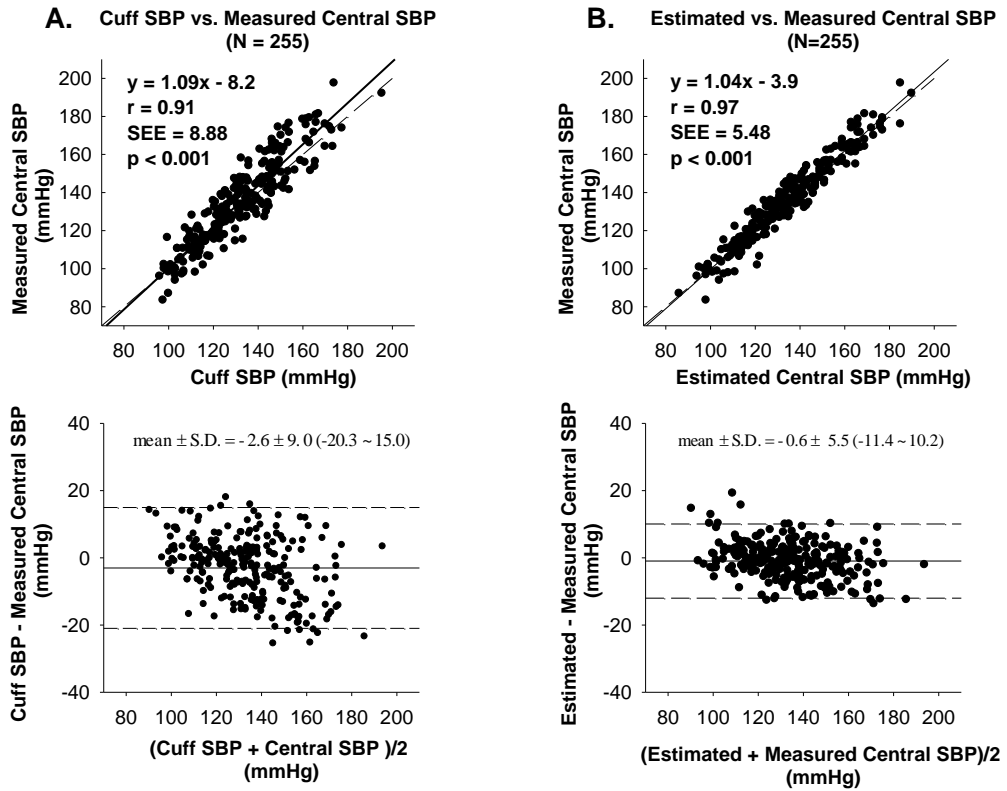 A. Cuff SBP vs. Measured Central SBP
(N = 255)
y = 1.09x - 8.2
r = 0.91
SEE = 8.88
p < 0.001
Measured Central SBP
(mmHg)
200
180
160
140
120
100
80
80 100 120 140 160 180 200
Cuff SBP (mmHg)
B. Estimated vs. Measured Central SBP
(N=255)
y = 1.04x - 3.9
r = 0.97
SEE = 5.48
p < 0.001
Measured Central SBP
(mmHg)
200
180
160
140
120
100
80
80 100 120 140 160 180 200
Estimated Central SBP (mmHg)
Cuff SBP - Measured Central SBP
(mmHg)
40
20
0
-20
-40
mean ± S.D. = - 2.6 ± 9. 0 (-20.3 ~ 15.0)
80 100 120 140 160 180 200
(Cuff SBP + Central SBP )/2
(mmHg)
Estimated - Measured Central SBP
(mmHg)
40
20
0
-20
-40
mean ± S.D. = - 0.6 ± 5.5 (-11.4 ~ 10.2)
80 100 120 140 160 180 200
(Estimated + Measured Central SBP)/2
(mmHg)